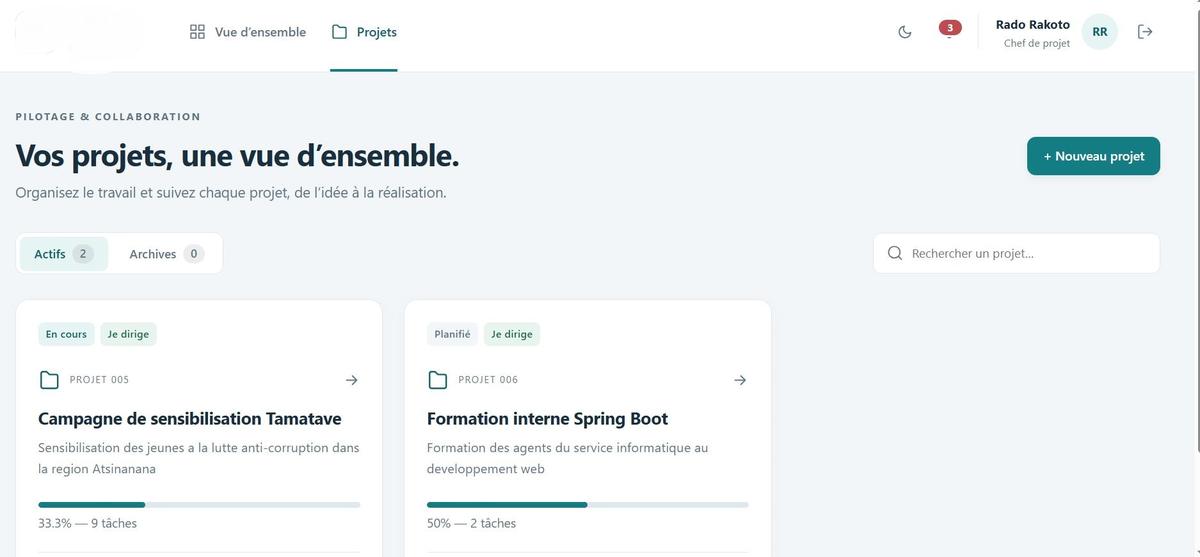 Vue d’ensemble
Projets
3
Rado Rakoto
Chef de projet
RR
PILOTAGE & COLLABORATION
Vos projets, une vue d’ensemble.
+ Nouveau projet
Organisez le travail et suivez chaque projet, de l’idée à la réalisation.
Actifs 2
Archives 0
Rechercher un projet...
En cours
Je dirige
PROJET 005
Campagne de sensibilisation Tamatave
Sensibilisation des jeunes a la lutte anti-corruption dans
la region Atsinanana
33.3% — 9 tâches
Planifié
Je dirige
PROJET 006
Formation interne Spring Boot
Formation des agents du service informatique au
developpement web
50% — 2 tâches